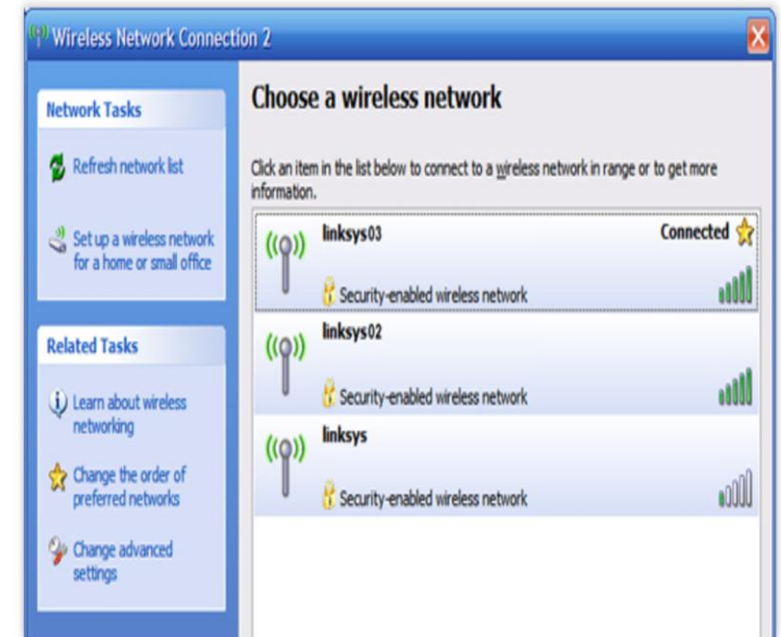 Wireless Network Connection 2
Network Tasks
Refresh network list
Set up a wireless network
for a home or small office
Related Tasks
Learn about wireless
networking
Change the order of
preferred networks
Change advanced
settings
Choose a wireless network
Click an item in the list below to connect to a wireless network in range or to get more
information.
linksys03
Connected
Security-enabled wireless network
linksys02
Security-enabled wireless network
linksys
Security-enabled wireless network